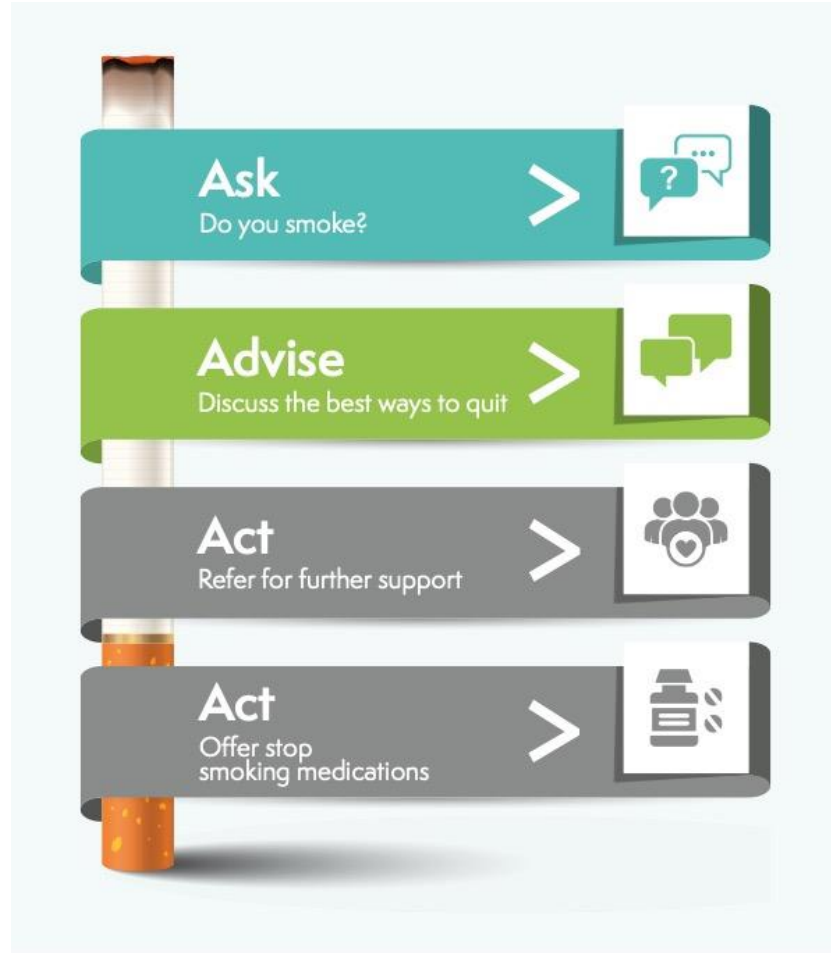 Ask
Do you smoke?
>
?
Advise
Discuss the best ways to quit
>
Act
Refer for further support
>
Act
Offer stop
smoking medications
>